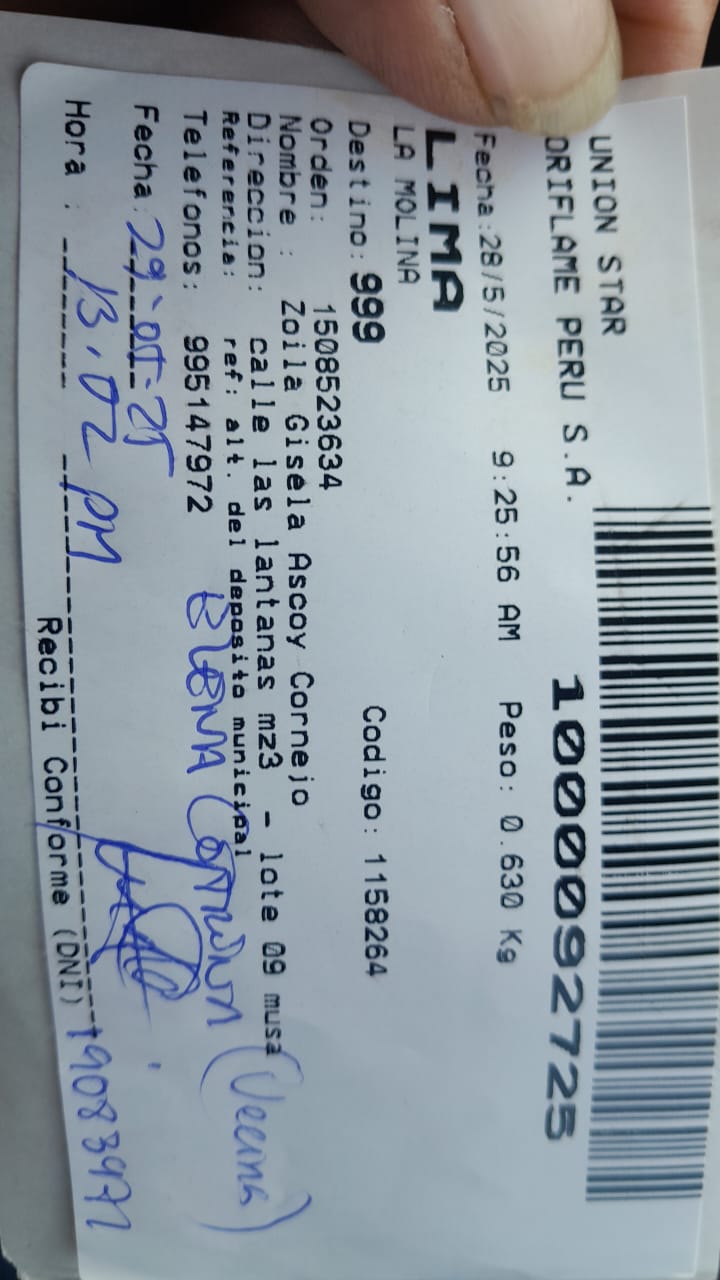 UNION STAR
ORIFLAME PERU S.A. 1000092725
Fecha:28/5/2025 9:25:56 AM Peso: 0.630 Kg
LIMA
LA MOLINA
Destino: 999 Codigo: 1158264
Orden: 1508523634
Nombre : Zoila Gisela Ascoy Cornejo
Direccion: calle las lantanas mz3 - lote 09 musa
Referencia: ref: alt. del deposito municipal
Telefonos: 995147972
(Vecina)
Fecha: 29-05-25
Hora : 13.02 PM
Recibi Conforme (DNI)